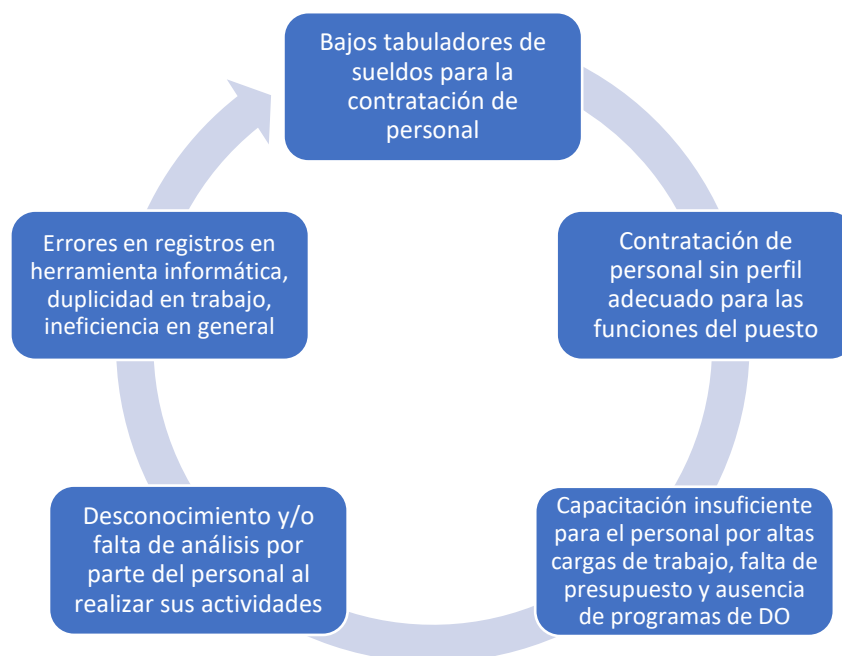 Bajos tabuladores de
sueldos para la
contratación de
personal
Contratación de
personal sin perfil
adecuado para las
funciones del puesto
Capacitación insuficiente
para el personal por altas
cargas de trabajo, falta de
presupuesto y ausencia
de programas de DO
Desconocimiento y/o
falta de análisis por
parte del personal al
realizar sus actividades
Errores en registros en
herramienta informática,
duplicidad en trabajo,
ineficiencia en general